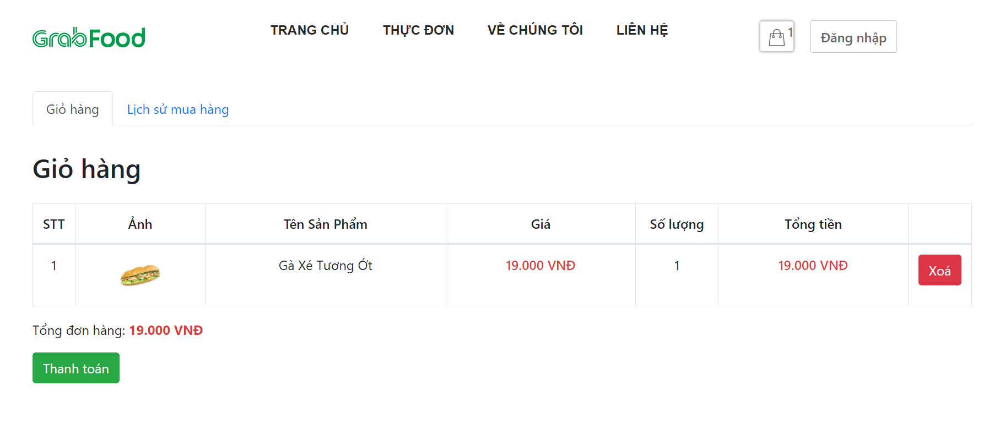 GrabFood
TRANG CHỦ THỰC ĐƠN VỀ CHÚNG TÔI LIÊN HỆ
1
Đăng nhập
Giỏ hàng Lịch sử mua hàng
Giỏ hàng
STT Ảnh Tên Sản Phẩm Giá Số lượng Tổng tiền
1 Gà Xé Tương Ớt 19.000 VNĐ 1 19.000 VNĐ Xoá
Tổng đơn hàng: 19.000 VNĐ
Thanh toán